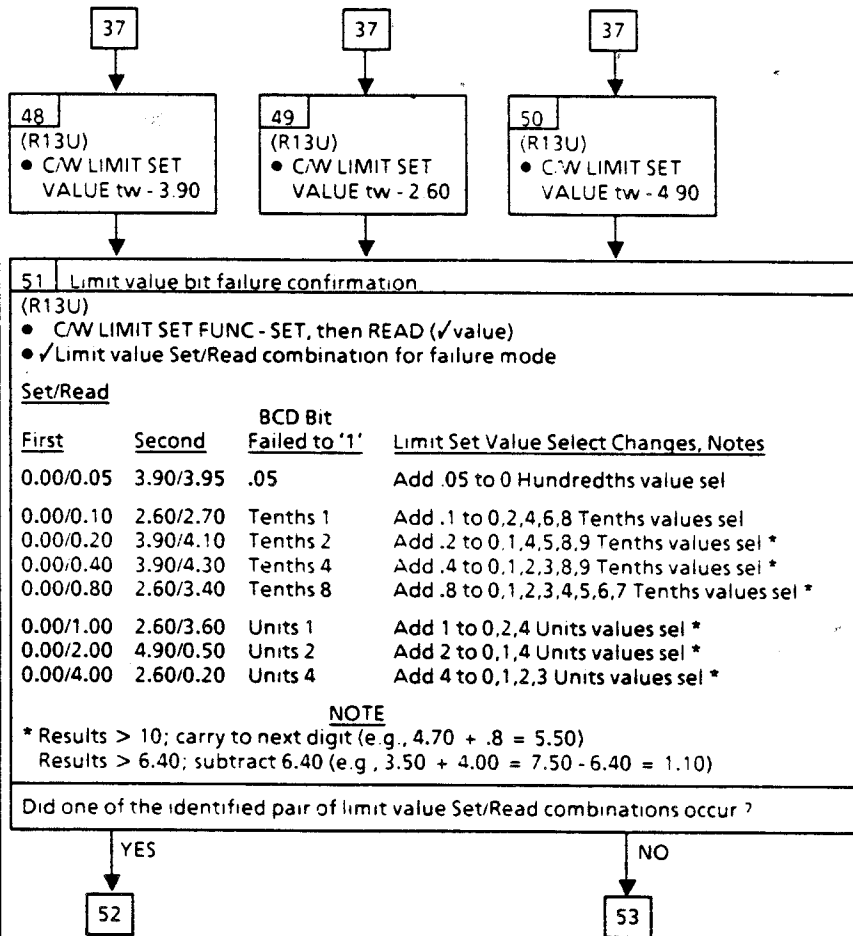 37 37 37
48 49 50
(R13U) (R13U) (R13U)
● C/W LIMIT SET ● C/W LIMIT SET ● C/W LIMIT SET
VALUE tw - 3.90 VALUE tw - 2 60 VALUE tw - 4 90
51 Limit value bit failure confirmation
(R13U)
● C/W LIMIT SET FUNC - SET, then READ (✓value)
● ✓Limit value Set/Read combination for failure mode
Set/Read
BCD Bit
First Second Failed to '1' Limit Set Value Select Changes, Notes
0.00/0.05 3.90/3.95 .05 Add .05 to 0 Hundredths value sel
0.00/0.10 2.60/2.70 Tenths 1 Add .1 to 0,2,4,6,8 Tenths values sel
0.00/0.20 3.90/4.10 Tenths 2 Add .2 to 0,1,4,5,8,9 Tenths values sel *
0.00/0.40 3.90/4.30 Tenths 4 Add .4 to 0,1,2,3,8,9 Tenths values sel *
0.00/0.80 2.60/3.40 Tenths 8 Add .8 to 0,1,2,3,4,5,6,7 Tenths values sel *
0.00/1.00 2.60/3.60 Units 1 Add 1 to 0,2,4 Units values sel *
0.00/2.00 4.90/0.50 Units 2 Add 2 to 0,1,4 Units values sel *
0.00/4.00 2.60/0.20 Units 4 Add 4 to 0,1,2,3 Units values sel *
NOTE
* Results > 10; carry to next digit (e.g., 4.70 + .8 = 5.50)
Results > 6.40; subtract 6.40 (e.g , 3.50 + 4.00 = 7.50 - 6.40 = 1.10)
Did one of the identified pair of limit value Set/Read combinations occur ?
YES NO
52 53